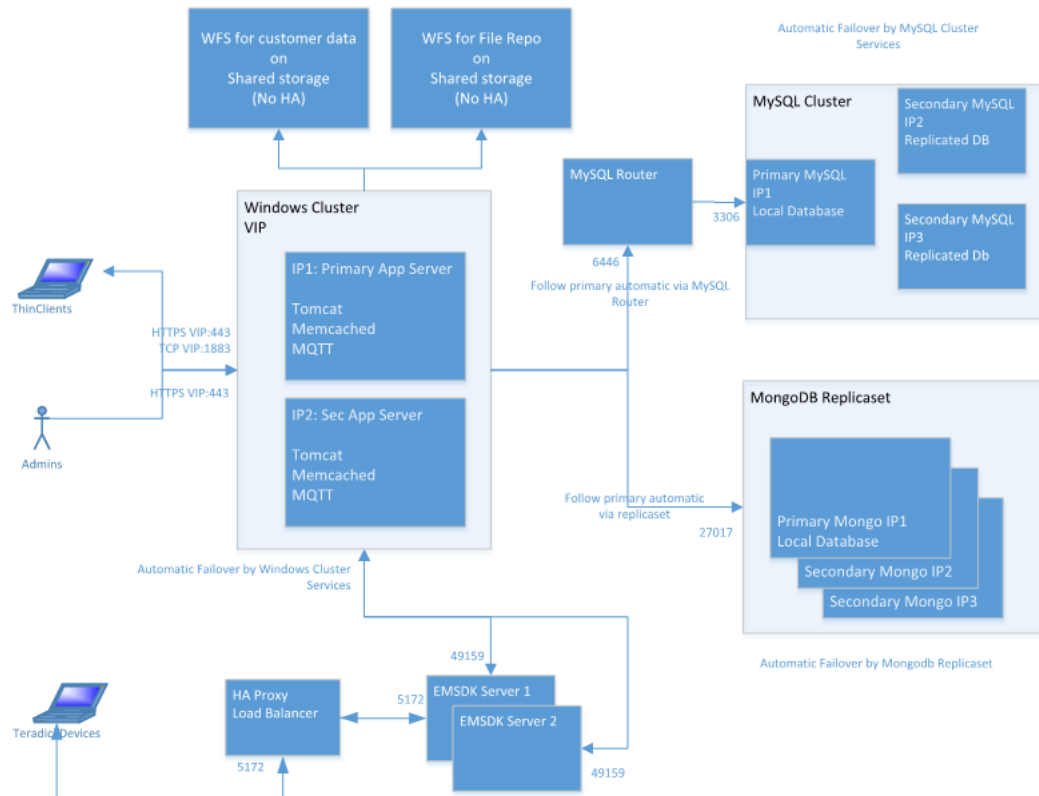 WFS for customer data
on
Shared storage
(No HA)
WFS for File Repo
on
Shared storage
(No HA)
Automatic Failover by MySQL Cluster
Services
MySQL Cluster
Secondary MySQL
IP2
Replicated DB
Primary MySQL
IP1
Local Database
Secondary MySQL
IP3
Replicated Db
MySQL Router
3306
6446
Follow primary automatic via MySQL
Router
Windows Cluster
VIP
IP1: Primary App Server
Tomcat
Memcached
MQTT
IP2: Sec App Server
Tomcat
Memcached
MQTT
ThinClients
HTTPS VIP:443
TCP VIP:1883
HTTPS VIP:443
Admins
MongoDB Replicaset
Primary Mongo IP1
Local Database
Secondary Mongo IP2
Secondary Mongo IP3
Follow primary automatic
via replicaset
27017
Automatic Failover by Mongodb Replicaset
Automatic Failover by Windows Cluster
Services
49159
EMSDK Server 1
EMSDK Server 2
49159
HA Proxy
Load Balancer
5172
5172
Teradici Devices